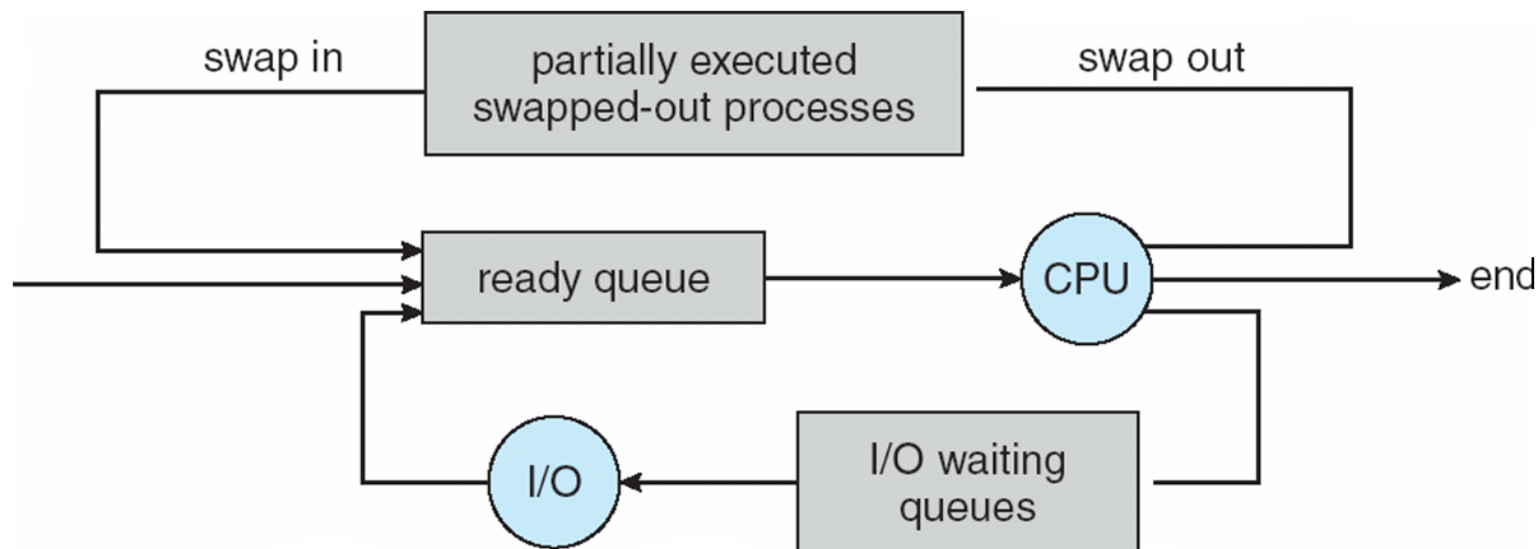 swap in
partially executed
swapped-out processes
swap out
ready queue
CPU
end
I/O
I/O waiting
queues